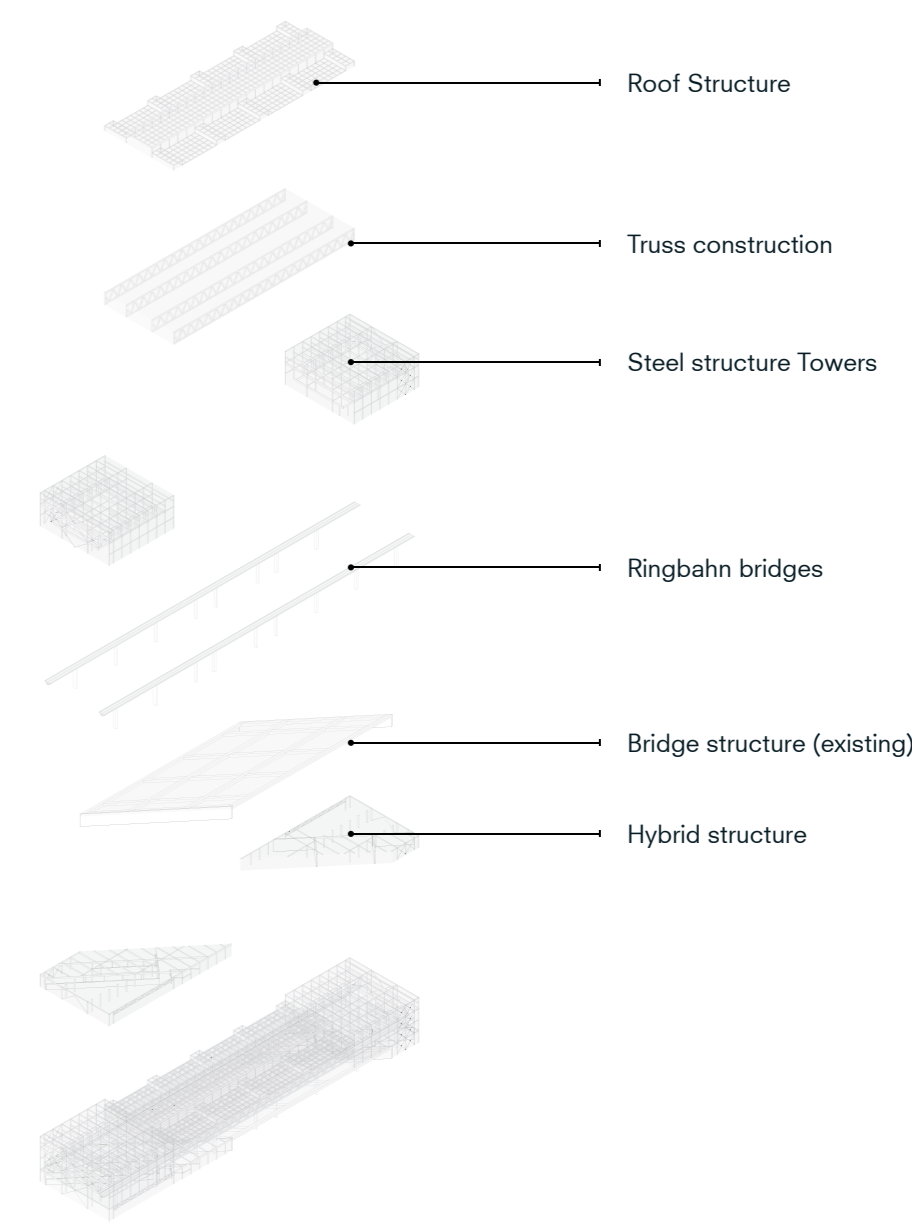 Roof Structure
Truss construction
Steel structure Towers
Ringbahn bridges
Bridge structure (existing)
Hybrid structure